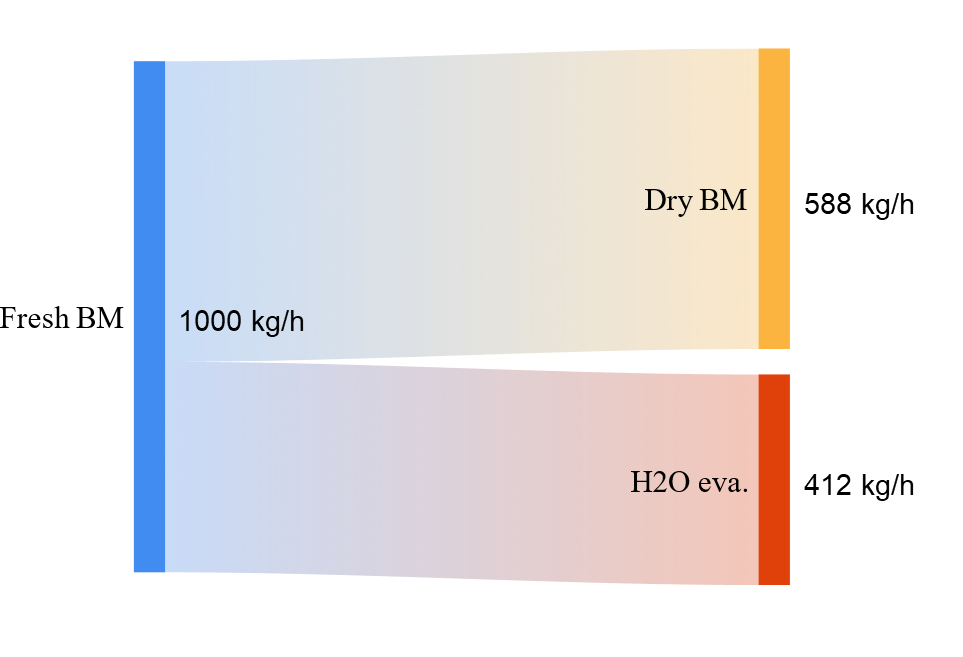 Dry BM
588 kg/h
Fresh BM
1000 kg/h
H2O eva.
412 kg/h